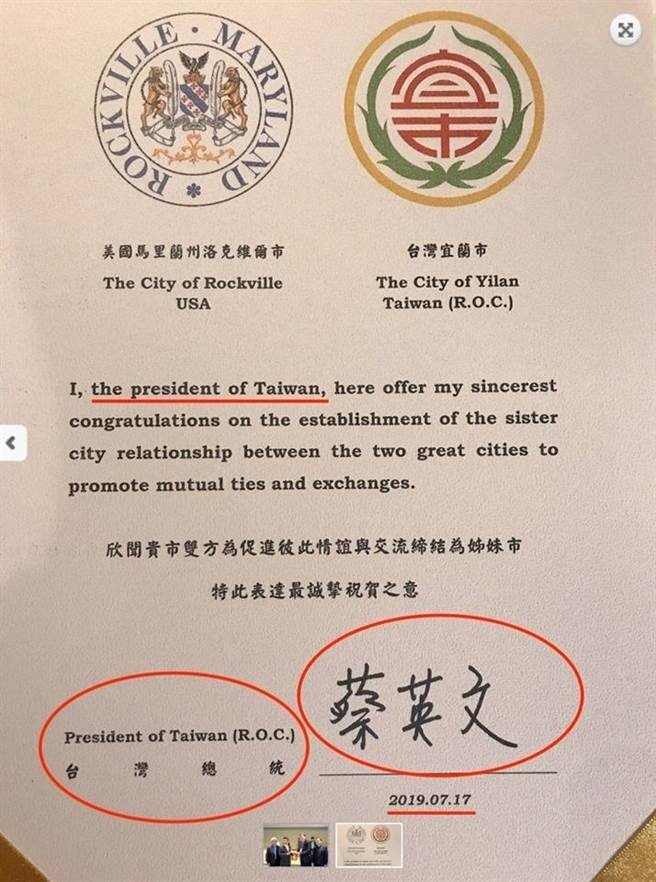 ROCKVILLE · MARYLAND
美國馬里蘭州洛克維爾市
The City of Rockville
USA
台灣宜蘭市
The City of Yilan
Taiwan (R.O.C.)
I, the president of Taiwan, here offer my sincerest
congratulations on the establishment of the sister
city relationship between the two great cities to
promote mutual ties and exchanges.
欣聞貴市雙方為促進彼此情誼與交流締結為姊妹市
特此表達最誠摯祝賀之意
蔡英文
President of Taiwan (R.O.C.)
台灣總統
2019.07.17